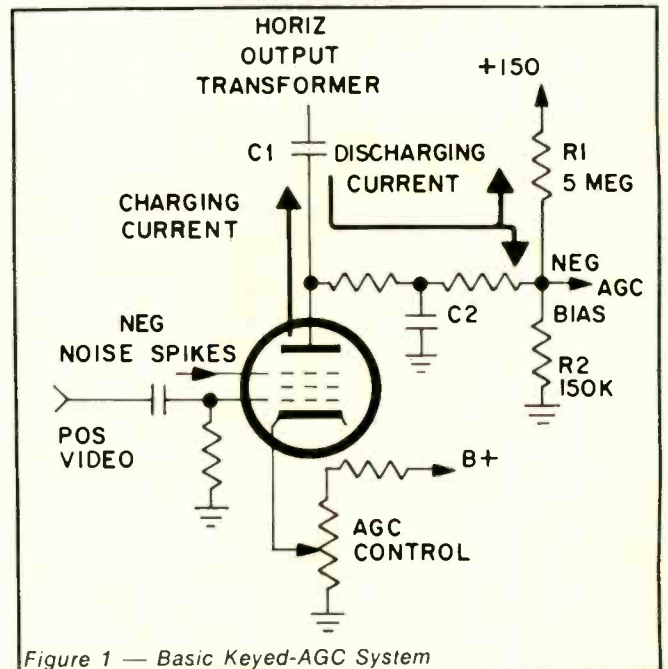 HORIZ
OUTPUT
TRANSFORMER
+150
C1
DISCHARGING
CURRENT
R1
5 MEG
CHARGING
CURRENT
NEG
AGC
BIAS
C2
NEG
NOISE SPIKES
R2
150K
POS
VIDEO
B+
AGC
CONTROL
Figure 1 — Basic Keyed-AGC System